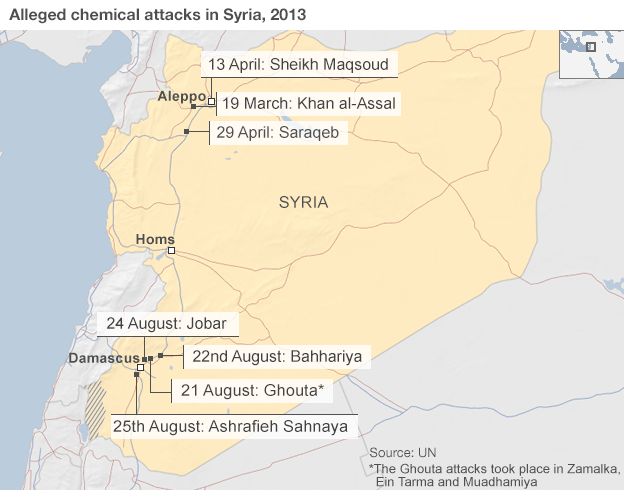 Alleged chemical attacks in Syria, 2013
13 April: Sheikh Maqsoud
Aleppo
19 March: Khan al-Assal
29 April: Saraqeb
SYRIA
Homs
24 August: Jobar
Damascus
22nd August: Bahhariya
21 August: Ghouta*
25th August: Ashrafieh Sahnaya
Source: UN
*The Ghouta attacks took place in Zamalka,
Ein Tarma and Muadhamiya